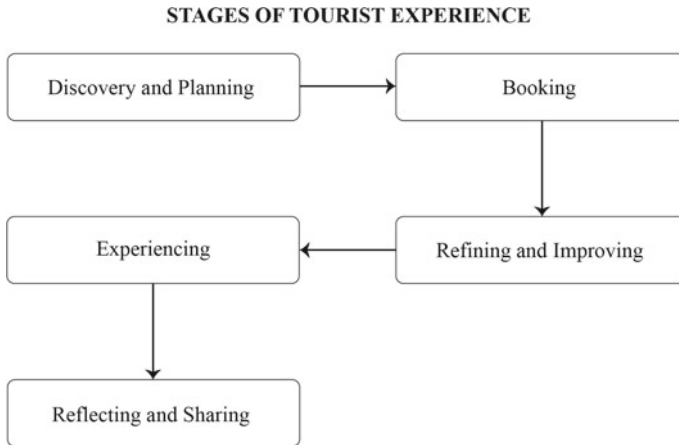 STAGES OF TOURIST EXPERIENCE
Discovery and Planning
Booking
Refining and Improving
Experiencing
Reflecting and Sharing